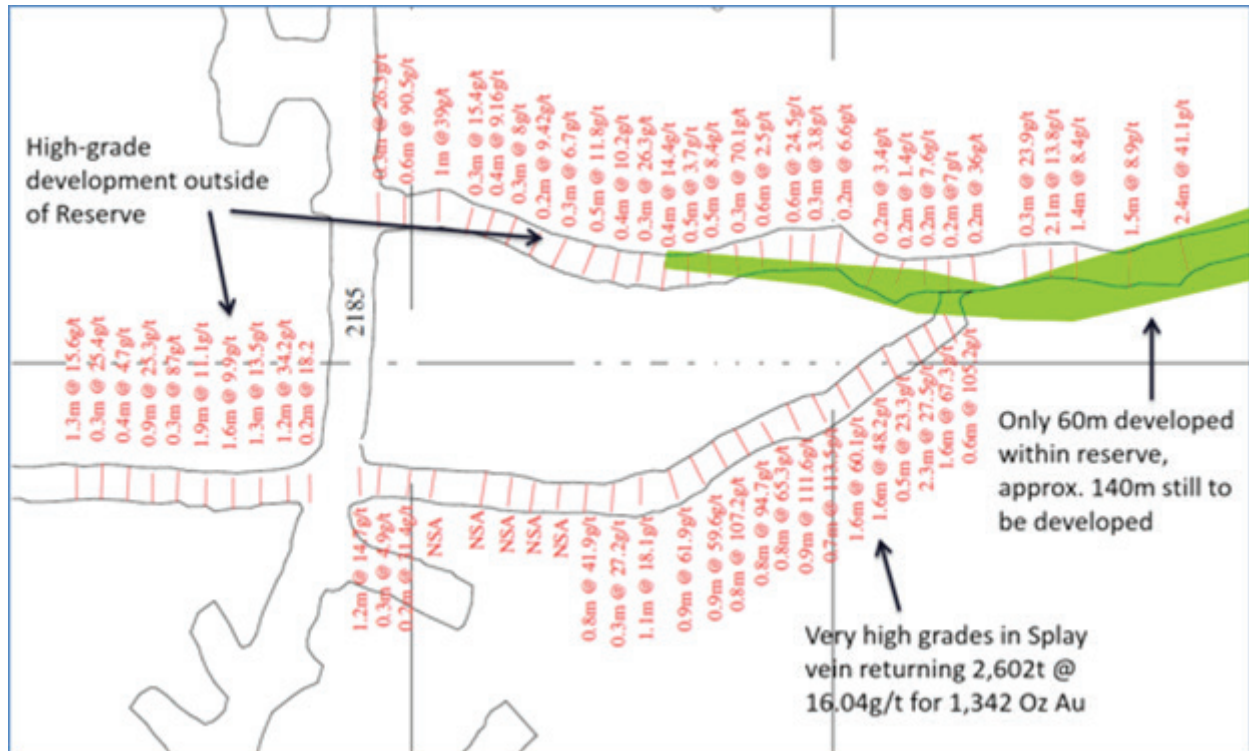 0.3m @ 26.3g/t
0.6m @ 90.5g/t
1m @ 39g/t
0.3m @ 15.4g/t
0.4m @ 9.16g/t
0.3m @ 8g/t
0.2m @ 9.42g/t
0.3m @ 6.7g/t
0.5m @ 11.8g/t
0.4m @ 10.2g/t
0.3m @ 26.3g/t
0.4m @ 14.4g/t
0.5m @ 3.7g/t
0.5m @ 8.4g/t
0.3m @ 70.1g/t
0.6m @ 2.5g/t
0.6m @ 24.5g/t
0.3m @ 3.8g/t
0.2m @ 6.6g/t
0.2m @ 3.4g/t
0.2m @ 1.4g/t
0.2m @ 7.6g/t
0.2m @7g/t
0.2m @ 36g/t
0.3m @ 23.9g/t
2.1m @ 13.8g/t
1.4m @ 8.4g/t
1.5m @ 8.9g/t
2.4m @ 41.1g/t
High-grade
development outside
of Reserve
2185
1.3m @ 15.6g/t
0.3m @ 25.4g/t
0.4m @ 4.7g/t
0.9m @ 23.3g/t
0.3m @ 87g/t
1.9m @ 11.1g/t
1.6m @ 9.9g/t
1.3m @ 13.5g/t
1.2m @ 34.2g/t
0.2m @ 18.2
1.2m @
0.3m @ 4.9g/t
0.2m @
NSA
NSA
NSA
NSA
NSA
0.8m @ 41.9g/t
0.3m @ 27.2g/t
1.1m @ 18.1g/t
0.9m @ 61.9g/t
0.9m @ 59.6g/t
0.8m @ 107.2g/t
0.8m @ 94.7g/t
0.8m @ 65.3g/t
0.9m @ 111.6g/t
0.7m @ 113.5g/t
1.6m @ 60.1g/t
1.6m @ 48.2g/t
0.5m @ 23.3g/t
2.3m @ 27.5g/t
1.6m @ 67.3g/t
0.6m @ 105.2g/t
Only 60m developed
within reserve,
approx. 140m still to
be developed
Very high grades in Splay
vein returning 2,602t @
16.04g/t for 1,342 Oz Au